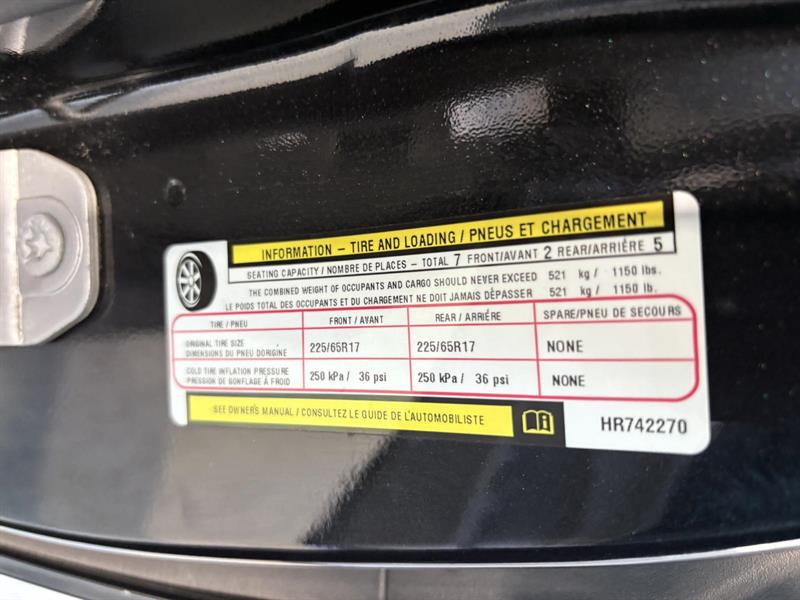 INFORMATION – TIRE AND LOADING / PNEUS ET CHARGEMENT
SEATING CAPACITY / NOMBRE DE PLACES – TOTAL 7 FRONT/AVANT 2 REAR/ARRIÈRE 5
THE COMBINED WEIGHT OF OCCUPANTS AND CARGO SHOULD NEVER EXCEED 521 kg / 1150 lbs.
LE POIDS TOTAL DES OCCUPANTS ET DU CHARGEMENT NE DOIT JAMAIS DÉPASSER 521 kg / 1150 lb.
TIRE / PNEU FRONT / AVANT REAR / ARRIÈRE SPARE/PNEU DE SECOURS
ORIGINAL TIRE SIZE
DIMENSIONS DU PNEU DORIGINE 225/65R17 225/65R17 NONE
COLD TIRE INFLATION PRESSURE
PRESSION DE GONFLAGE À FROID 250 kPa / 36 psi 250 kPa / 36 psi NONE
SEE OWNER'S MANUAL / CONSULTEZ LE GUIDE DE L'AUTOMOBILISTE
HR742270